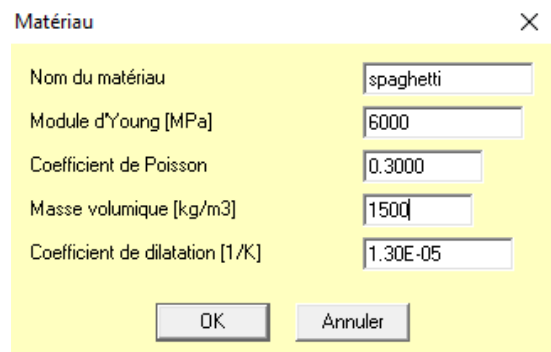 Matériau
Nom du matériau spaghetti
Module d'Young [MPa] 6000
Coefficient de Poisson 0.3000
Masse volumique [kg/m3] 1500
Coefficient de dilatation [1/K] 1.30E-05
OK Annuler